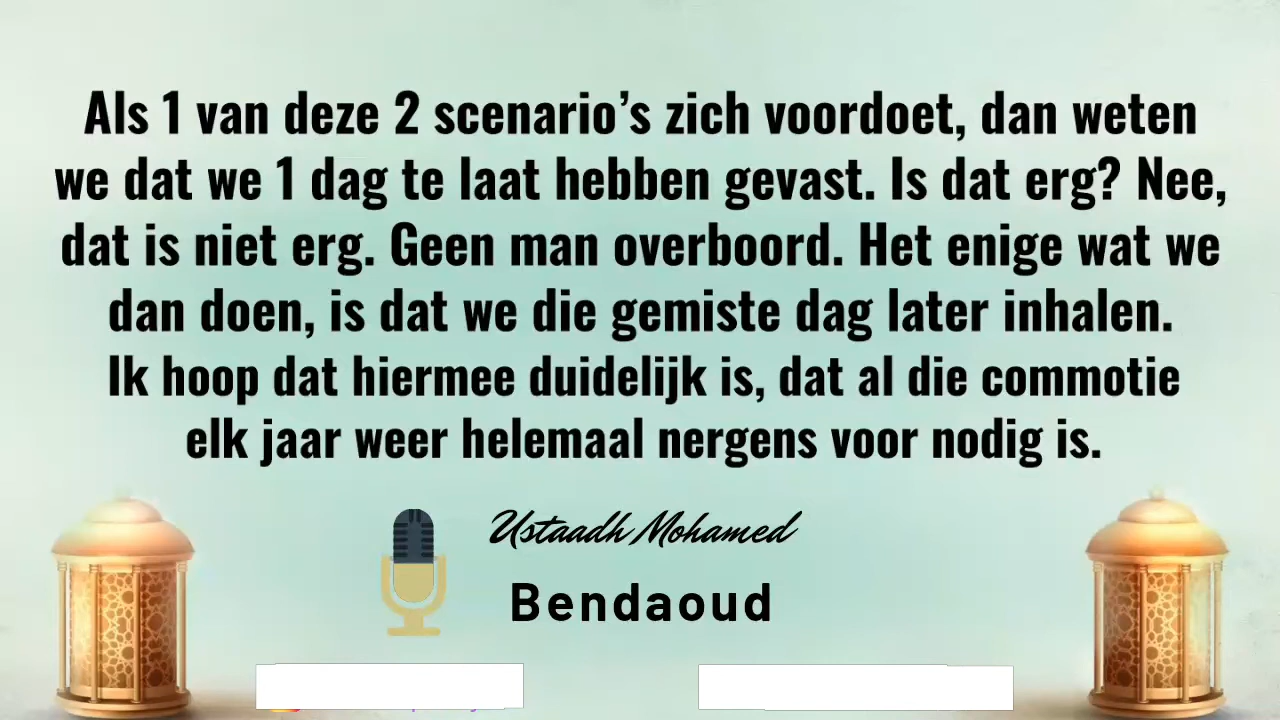 Als 1 van deze 2 scenario’s zich voordoet, dan weten
we dat we 1 dag te laat hebben gevast. Is dat erg? Nee,
dat is niet erg. Geen man overboord. Het enige wat we
dan doen, is dat we die gemiste dag later inhalen.
Ik hoop dat hiermee duidelijk is, dat al die commotie
elk jaar weer helemaal nergens voor nodig is.
Ustaadh Mohamed
Bendaoud